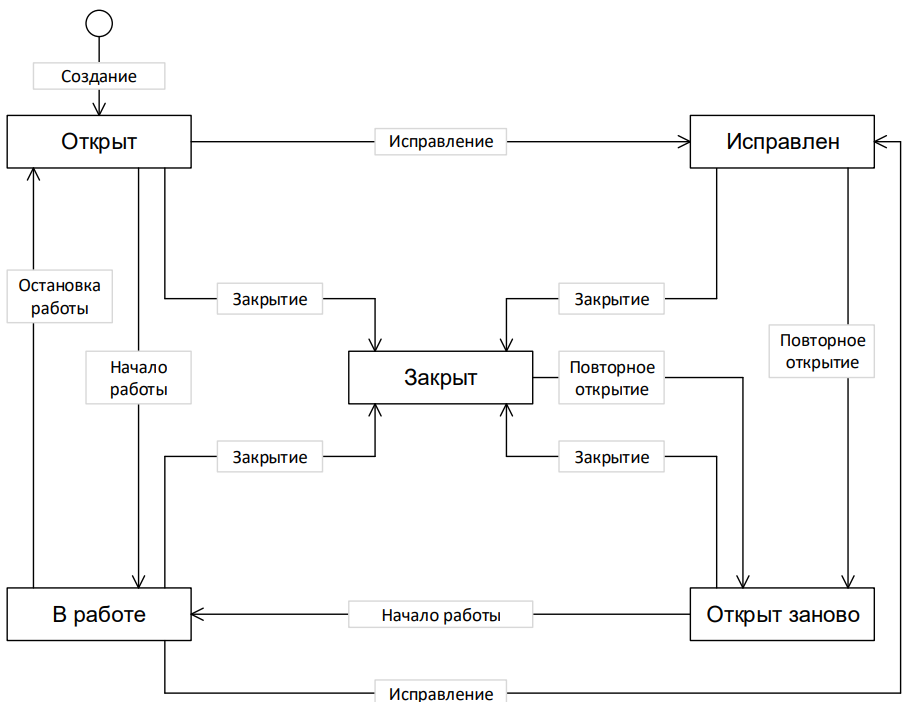 Создание
Открыт
Исправление
Исправлен
Остановка
работы
Закрытие
Закрытие
Начало
работы
Закрыт
Повторное
открытие
Повторное
открытие
Закрытие
Закрытие
В работе
Начало работы
Открыт заново
Исправление